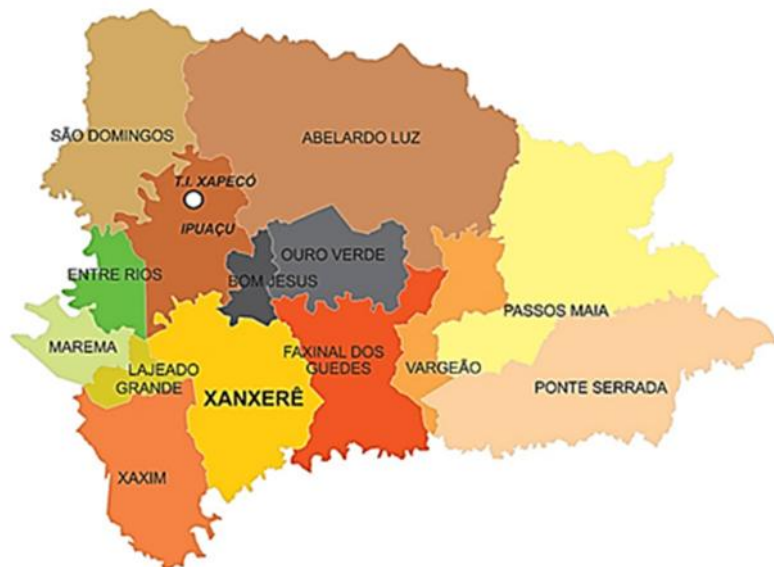 SÃO DOMINGOS
ABELARDO LUZ
T.I. XAPECÓ
IPUAÇU
OURO VERDE
ENTRE RIOS
BOM JESUS
PASSOS MAIA
MAREMA
FAXINAL DOS
GUEDES
LAJEADO
GRANDE
VARGEÃO
XANXERÊ
PONTE SERRADA
XAXIM